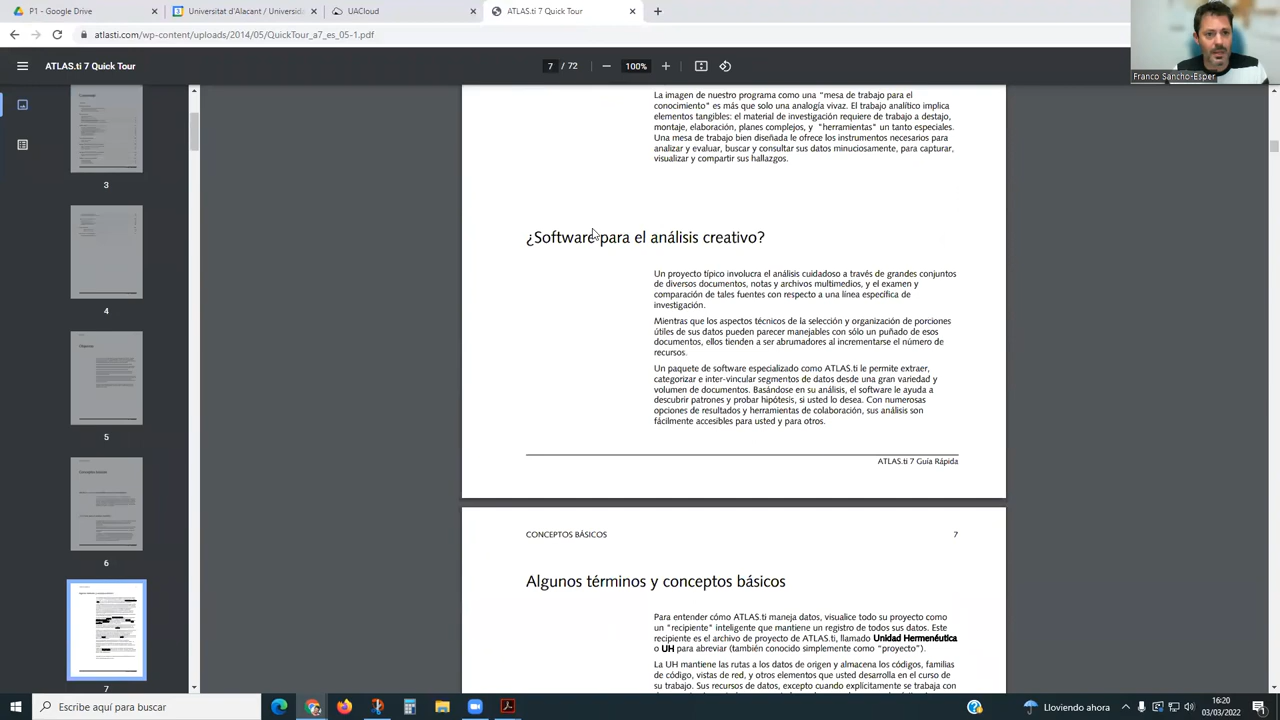 P1 - Google Drive
Universitat d'Alacant / Universida
UACloud
ATLAS.ti 7 Quick Tour
atlasti.com/wp-content/uploads/2014/05/QuickTour_a7_es_05-1.pdf
ATLAS.ti 7 Quick Tour
7 / 72
100%
Franco Sancho-Esper
3
4
5
6
7
La imagen de nuestro programa como una "mesa de trabajo para el
conocimiento" es más que solo una analogía vivaz. El trabajo analítico implica
elementos tangibles: el material de investigación requiere de trabajo a destajo,
montaje, elaboración, planes complejos, y "herramientas" un tanto especiales.
Una mesa de trabajo bien diseñada le ofrece los instrumentos necesarios para
analizar y evaluar, buscar y consultar sus datos minuciosamente, para capturar,
visualizar y compartir sus hallazgos.
¿Software para el análisis creativo?
Un proyecto típico involucra el análisis cuidadoso a través de grandes conjuntos
de diversos documentos, notas y archivos multimedios, y el examen y
comparación de tales fuentes con respecto a una línea específica de
investigación.
Mientras que los aspectos técnicos de la selección y organización de porciones
útiles de sus datos pueden parecer manejables con sólo un puñado de esos
documentos, ellos tienden a ser abrumadores al incrementarse el número de
recursos.
Un paquete de software especializado como ATLAS.ti le permite extraer,
categorizar e inter-vincular segmentos de datos desde una gran variedad y
volumen de documentos. Basándose en su análisis, el software le ayuda a
descubrir patrones y probar hipótesis, si usted lo desea. Con numerosas
opciones de resultados y herramientas de colaboración, sus análisis son
fácilmente accesibles para usted y para otros.
ATLAS.ti 7 Guía Rápida
CONCEPTOS BÁSICOS 7
Algunos términos y conceptos básicos
Para entender cómo ATLAS.ti maneja datos, visualice todo su proyecto como
un "recipiente" inteligente que mantiene un registro de todos sus datos. Este
recipiente es el archivo de proyecto de ATLAS.ti, llamado Unidad Hermenéutica
o UH para abreviar (también conocido simplemente como "proyecto").
La UH mantiene las rutas a los datos de origen y almacena los códigos, familias
de código, vistas de red, y otros elementos que usted desarrolla en el curso de
su trabajo. Sus recursos de datos, excepto cuando explícitamente se trabaja con
Escribe aquí para buscar
Lloviendo ahora
16:20
03/03/2022